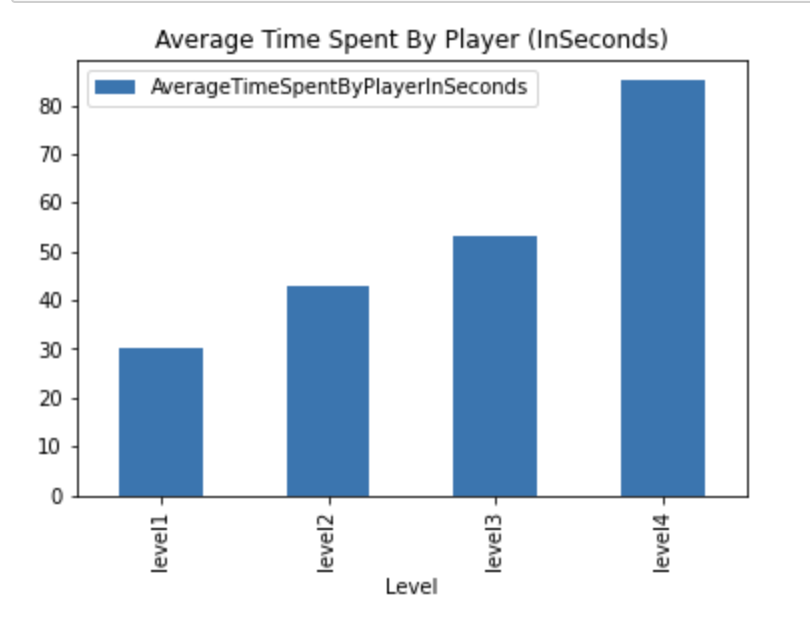 Average Time Spent By Player (InSeconds)
AverageTimeSpentByPlayerInSeconds
80
70
60
50
40
30
20
10
0
level1
level2
level3
level4
Level